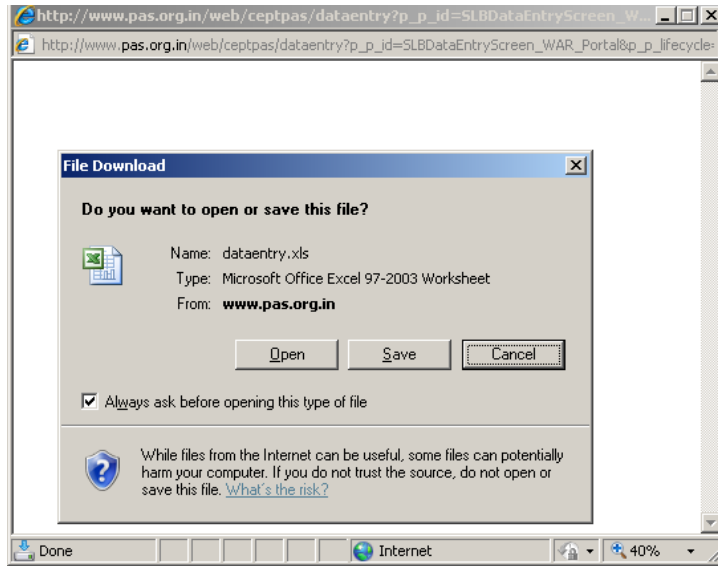 http://www.pas.org.in/web/ceptpas/dataentry?p_p_id=SLBDataEntryScreen_W...
http://www.pas.org.in/web/ceptpas/dataentry?p_p_id=SLBDataEntryScreen_WAR_Portal&p_p_lifecycle=
File Download
Do you want to open or save this file?
Name: dataentry.xls
Type: Microsoft Office Excel 97-2003 Worksheet
From: www.pas.org.in
Open Save Cancel
Always ask before opening this type of file
While files from the Internet can be useful, some files can potentially
harm your computer. If you do not trust the source, do not open or
save this file. What's the risk?
Done Internet 40%